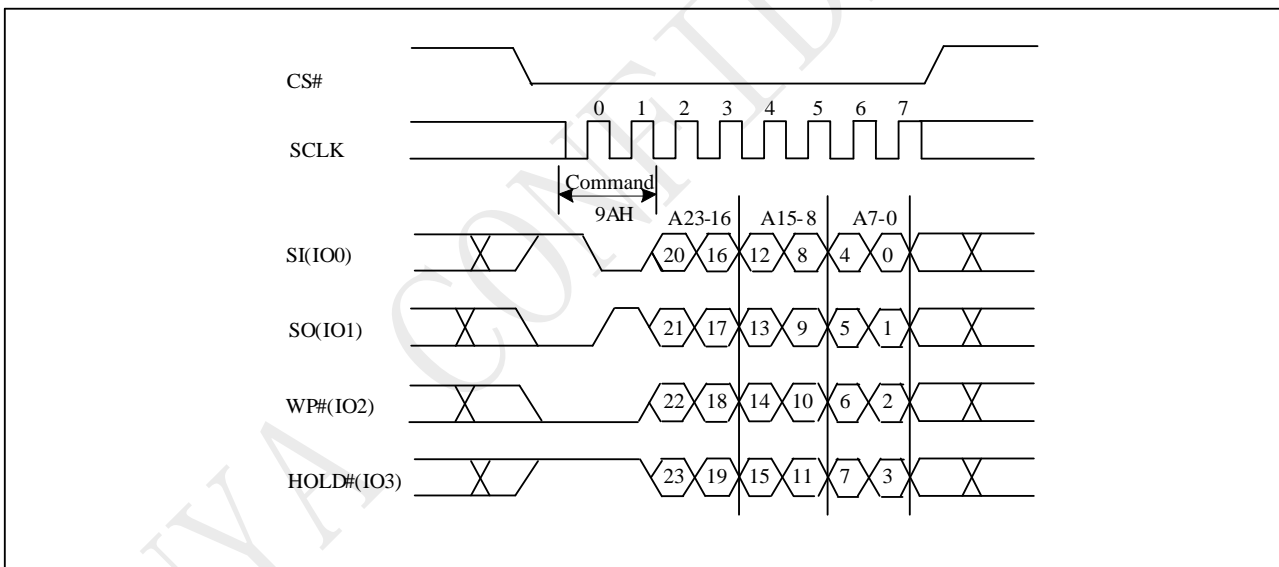 CS#
0 1 2 3 4 5 6 7
SCLK
Command
9AH
A23-16 A15-8 A7-0
SI(IO0) 20 16 12 8 4 0
SO(IO1) 21 17 13 9 5 1
WP#(IO2) 22 18 14 10 6 2
HOLD#(IO3) 23 19 15 11 7 3